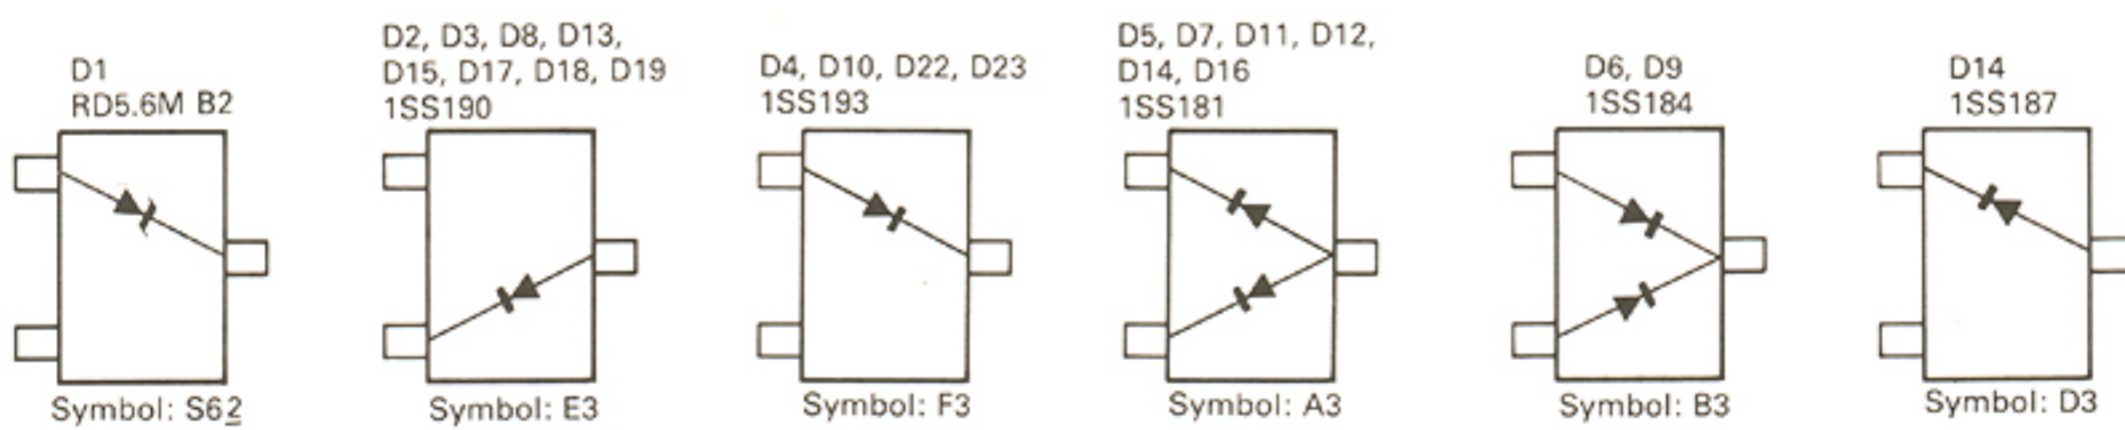 D1
RD5.6M B2
Symbol: S62
D2, D3, D8, D13,
D15, D17, D18, D19
1SS190
Symbol: E3
D4, D10, D22, D23
1SS193
Symbol: F3
D5, D7, D11, D12,
D14, D16
1SS181
Symbol: A3
D6, D9
1SS184
Symbol: B3
D14
1SS187
Symbol: D3